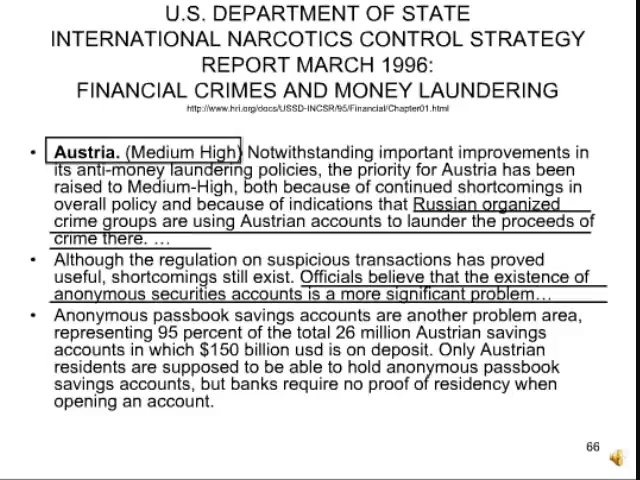 U.S. DEPARTMENT OF STATE
INTERNATIONAL NARCOTICS CONTROL STRATEGY
REPORT MARCH 1996:
FINANCIAL CRIMES AND MONEY LAUNDERING
http://www.hri.org/docs/USSD-INCSR/95/Financial/Chapter01.html
• Austria. (Medium High) Notwithstanding important improvements in
its anti-money laundering policies, the priority for Austria has been
raised to Medium-High, both because of continued shortcomings in
overall policy and because of indications that Russian organized
crime groups are using Austrian accounts to launder the proceeds of
crime there. …
• Although the regulation on suspicious transactions has proved
useful, shortcomings still exist. Officials believe that the existence of
anonymous securities accounts is a more significant problem…
• Anonymous passbook savings accounts are another problem area,
representing 95 percent of the total 26 million Austrian savings
accounts in which $150 billion usd is on deposit. Only Austrian
residents are supposed to be able to hold anonymous passbook
savings accounts, but banks require no proof of residency when
opening an account.
66